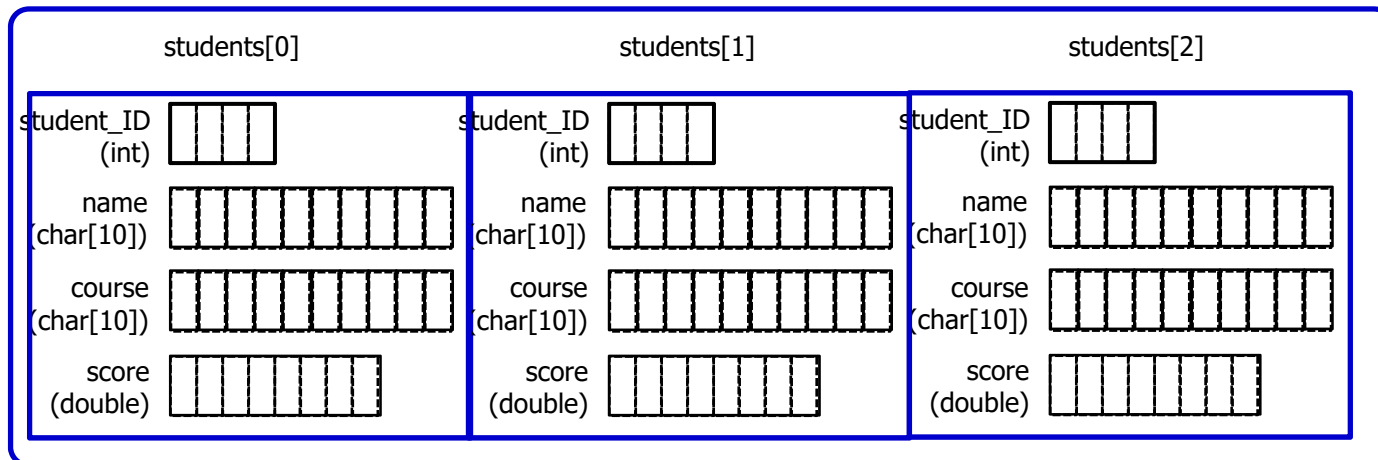 students[0]
students[1]
students[2]
student_ID
(int)
name
(char[10])
course
(char[10])
score
(double)
student_ID
(int)
name
(char[10])
course
(char[10])
score
(double)
student_ID
(int)
name
(char[10])
course
(char[10])
score
(double)